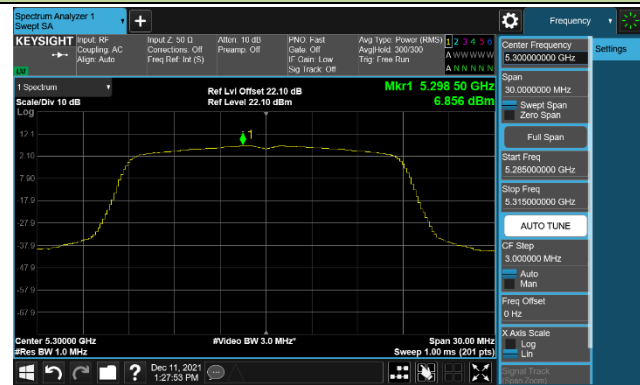 Spectrum Analyzer 1
Swept SA
Frequency
KEYSIGHT
Input: RF
Coupling: AC
Align: Auto
Input Z: 50 Ω
Corrections: Off
Freq Ref: Int (S)
Atten: 10 dB
Preamp: Off
PNO: Fast
Gate: Off
IF Gain: Low
Sig Track: Off
Avg Type: Power (RMS)
Avg|Hold: 300/300
Trig: Free Run
1 2 3 4 5 6
A W W W W W
A N N N N N
LXI
1 Spectrum
Scale/Div 10 dB
Ref Lvl Offset 22.10 dB
Ref Level 22.10 dBm
Mkr1 5.298 50 GHz
6.856 dBm
Log
1
12.1
2.10
-7.90
-17.9
-27.9
-37.9
-47.9
-57.9
-67.9
Center 5.30000 GHz
#Res BW 1.0 MHz
#Video BW 3.0 MHz*
Span 30.00 MHz
Sweep 1.00 ms (201 pts)
Center Frequency
5.300000000 GHz
Settings
Span
30.0000000 MHz
Swept Span
Zero Span
Full Span
Start Freq
5.285000000 GHz
Stop Freq
5.315000000 GHz
AUTO TUNE
CF Step
3.000000 MHz
Auto
Man
Freq Offset
0 Hz
X Axis Scale
Log
Lin
Signal Track
(Span Zoom)
?
Dec 11, 2021
1:27:53 PM